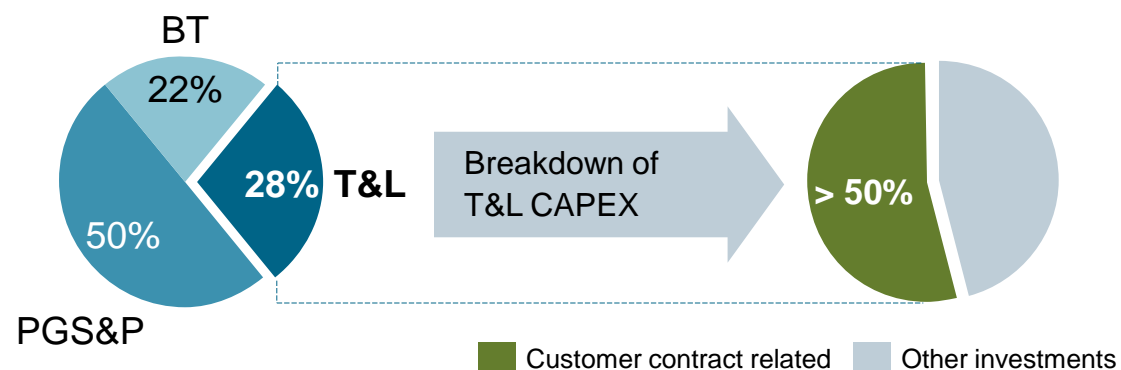 BT
22%
28% T&L
50%
PGS&P
Breakdown of
T&L CAPEX
> 50%
Customer contract related
Other investments